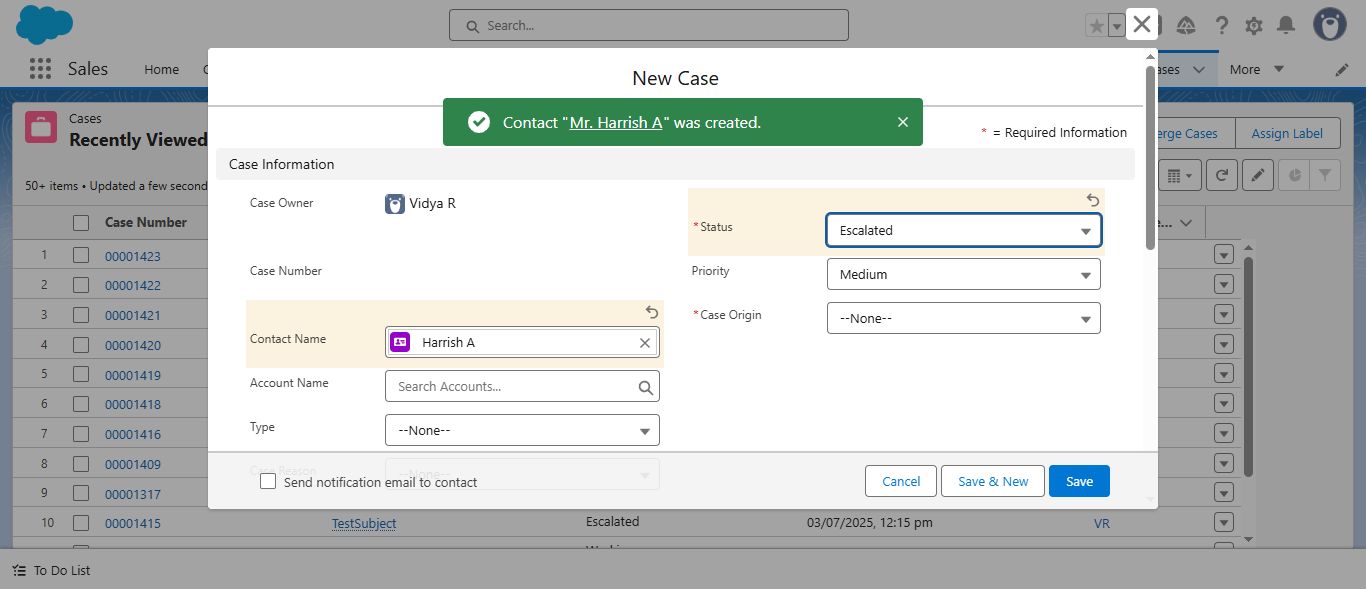 Search...
Sales
Home
More
New Case
Contact "Mr. Harrish A" was created.
* = Required Information
Cases
Recently Viewed
Assign Label
50+ items • Updated a few second
Case Information
Case Owner
Vidya R
*Status
Escalated
Case Number
Priority
Medium
*Case Origin
--None--
Contact Name
Harrish A
Account Name
Search Accounts...
Type
--None--
Case Reason
--None--
Send notification email to contact
Cancel
Save & New
Save
Case Number
1 00001423
2 00001422
3 00001421
4 00001420
5 00001419
6 00001418
7 00001416
8 00001409
9 00001317
10 00001415 TestSubject Escalated 03/07/2025, 12:15 pm VR
To Do List